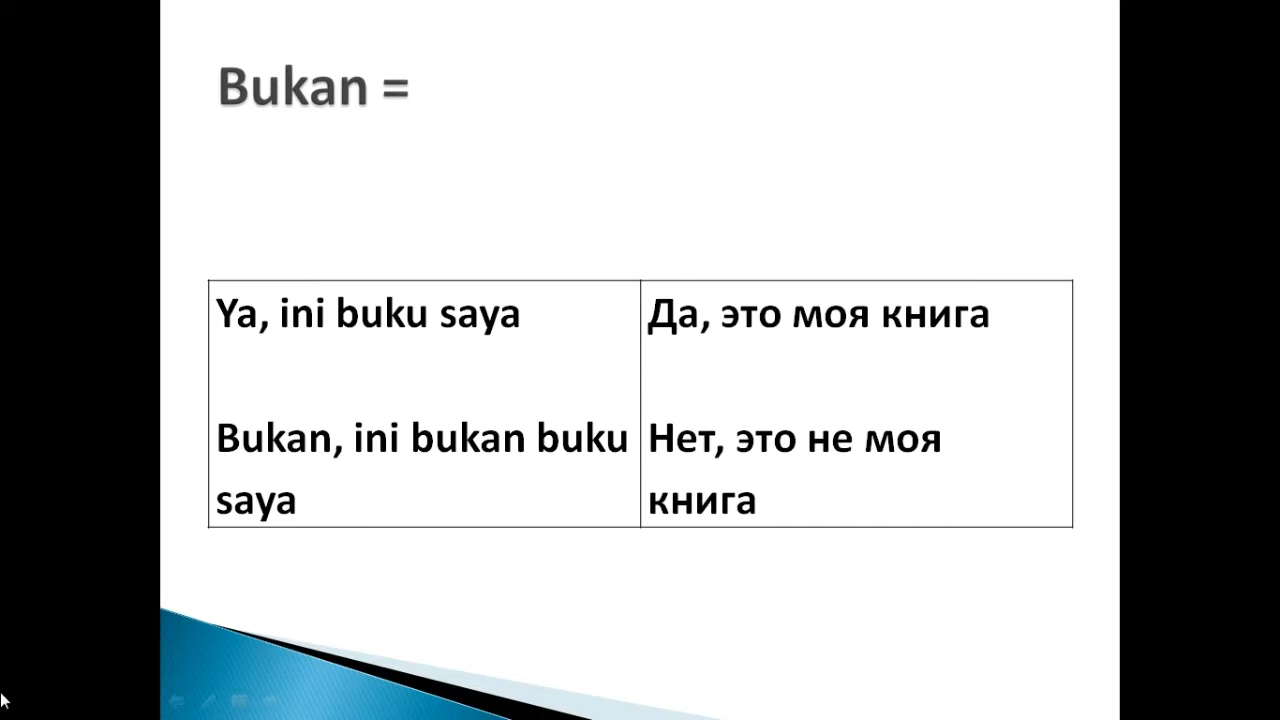 Bukan =
Ya, ini buku saya
Да, это моя книга
Bukan, ini bukan buku
saya
Нет, это не моя
книга